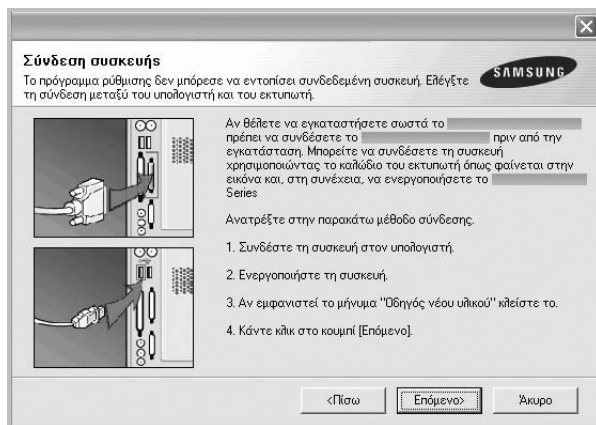 Σύνδεση συσκευής
Το πρόγραμμα ρύθμισης δεν μπόρεσε να εντοπίσει συνδεδεμένη συσκευή. Ελέγξτε
τη σύνδεση μεταξύ του υπολογιστή και του εκτυπωτή.
SAMSUNG
Αν θέλετε να εγκαταστήσετε σωστά το
πρέπει να συνδέσετε το πριν από την
εγκατάσταση. Μπορείτε να συνδέσετε τη συσκευή
χρησιμοποιώντας το καλώδιο του εκτυπωτή όπως φαίνεται στην
εικόνα και, στη συνέχεια, να ενεργοποιήσετε το
Series
Ανατρέξτε στην παρακάτω μέθοδο σύνδεσης.
1. Συνδέστε τη συσκευή στον υπολογιστή.
2. Ενεργοποιήστε τη συσκευή.
3. Αν εμφανιστεί το μήνυμα "Οδηγός νέου υλικού" κλείστε το.
4. Κάντε κλικ στο κουμπί [Επόμενο].
<Πίσω
Επόμενο>
Άκυρο